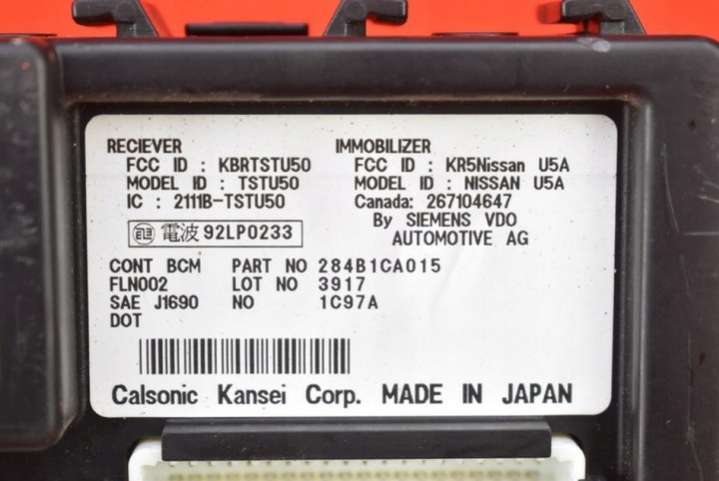 RECIEVER
FCC ID : KBRTSTU50
MODEL ID : TSTU50
IC : 2111B-TSTU50
電波 92LP0233
IMMOBILIZER
FCC ID : KR5Nissan U5A
MODEL ID : NISSAN U5A
Canada: 267104647
By SIEMENS VDO
AUTOMOTIVE AG
CONT BCM PART NO 284B1CA015
FLN002 LOT NO 3917
SAE J1690 NO 1C97A
DOT
Calsonic Kansei Corp. MADE IN JAPAN